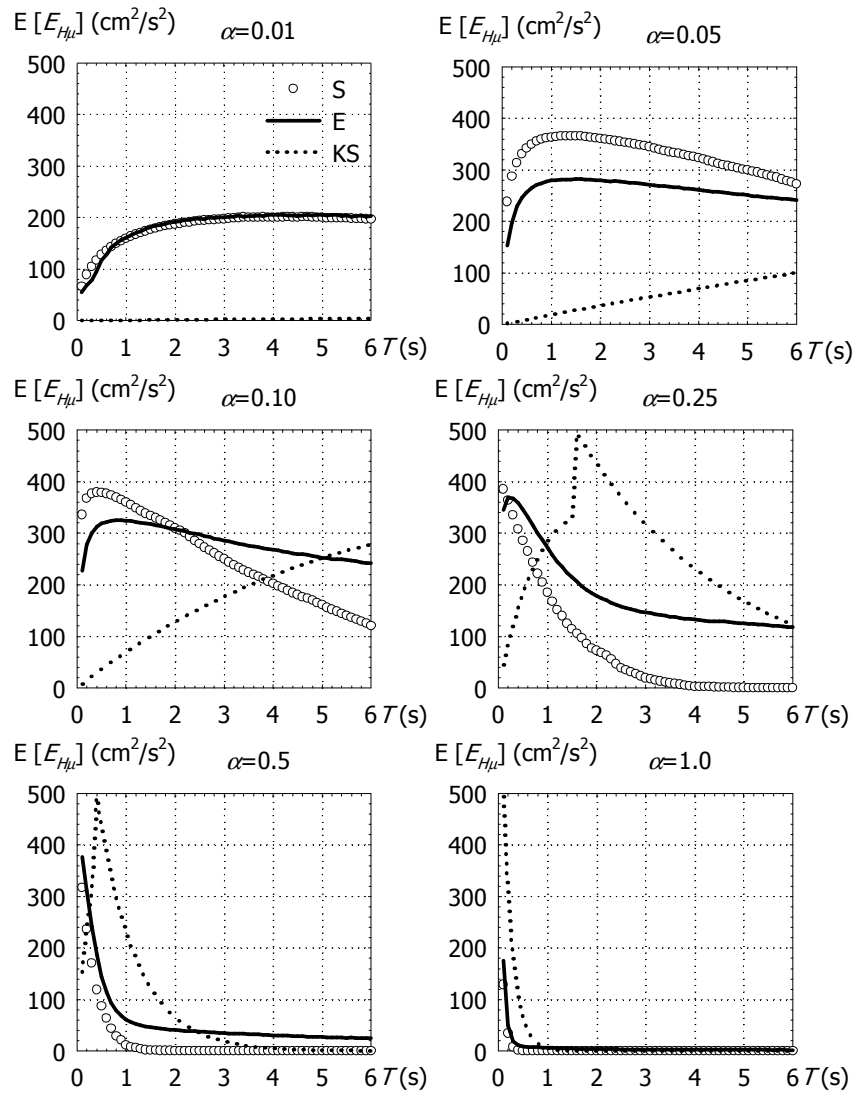 E [E_Hμ] (cm²/s²) α=0.01
500
400
300
200
100
0
S
E
KS
0 1 2 3 4 5 6 T (s)
E [E_Hμ] (cm²/s²) α=0.05
500
400
300
200
100
0
0 1 2 3 4 5 6 T (s)
E [E_Hμ] (cm²/s²) α=0.10
500
400
300
200
100
0
0 1 2 3 4 5 6 T (s)
E [E_Hμ] (cm²/s²) α=0.25
500
400
300
200
100
0
0 1 2 3 4 5 6 T (s)
E [E_Hμ] (cm²/s²) α=0.5
500
400
300
200
100
0
0 1 2 3 4 5 6 T (s)
E [E_Hμ] (cm²/s²) α=1.0
500
400
300
200
100
0
0 1 2 3 4 5 6 T (s)